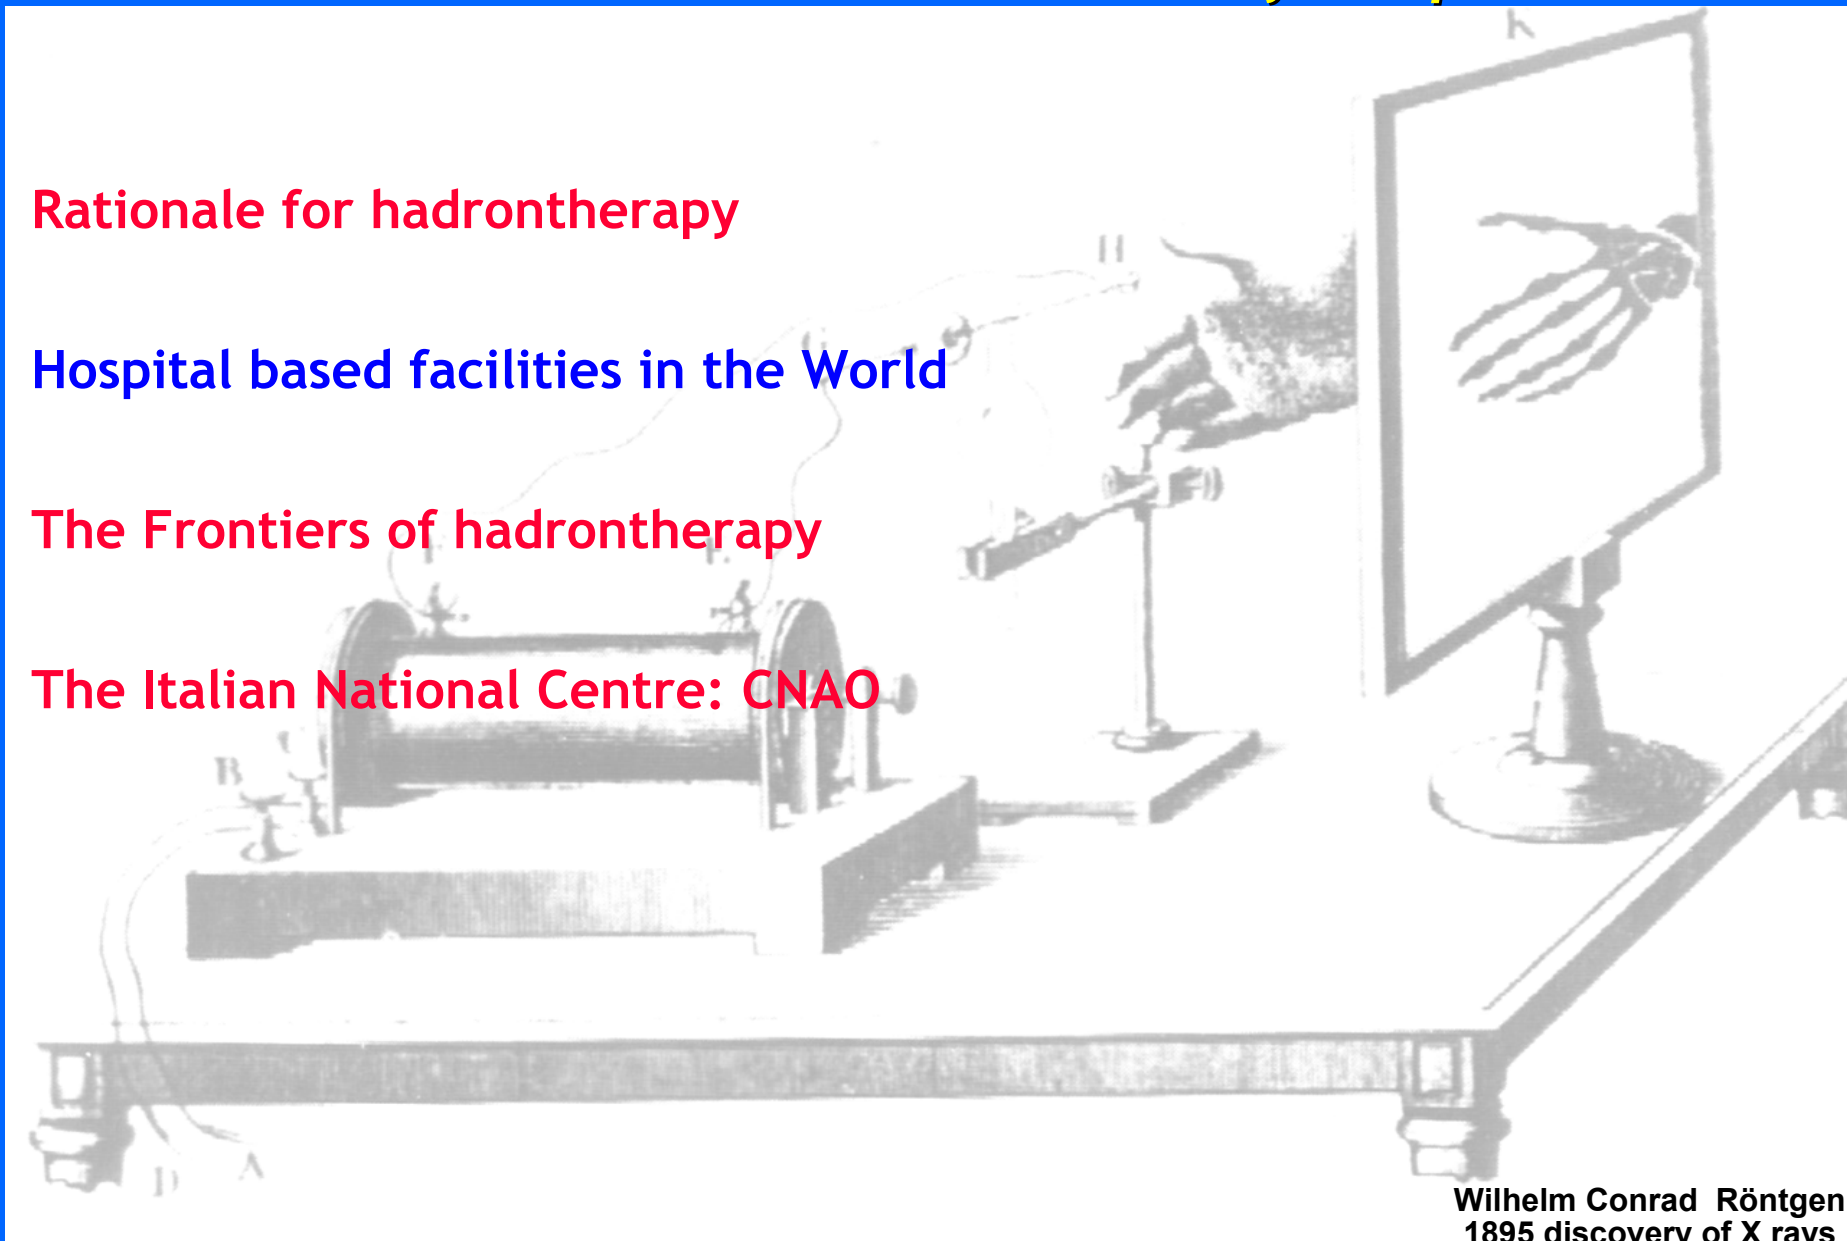 Rationale for hadrontherapy
Hospital based facilities in the World
The Frontiers of hadrontherapy
The Italian National Centre: CNAO
B
D A
Wilhelm Conrad Röntgen
1895 discovery of X rays